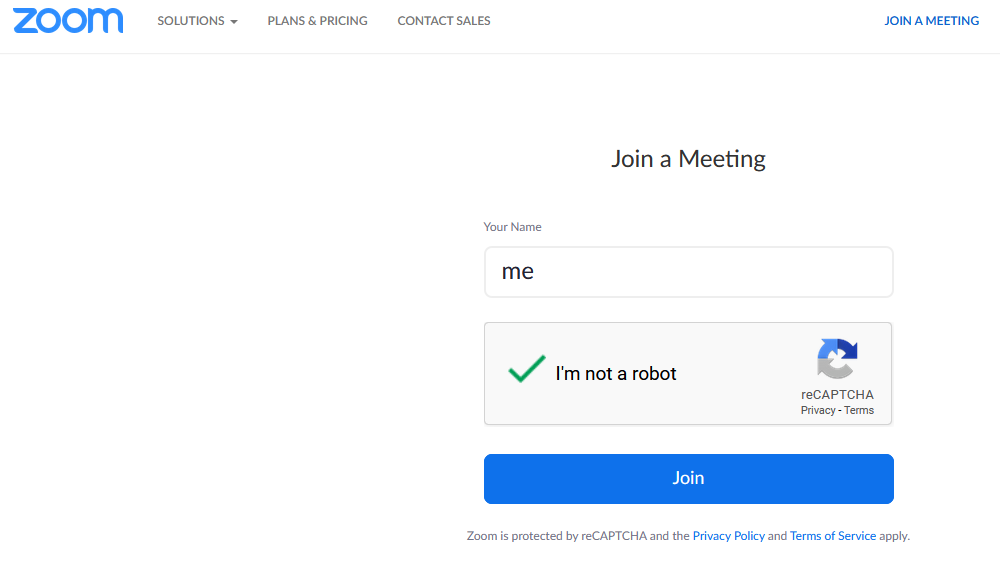 zoom SOLUTIONS PLANS & PRICING CONTACT SALES JOIN A MEETING
Join a Meeting
Your Name
me
I'm not a robot
reCAPTCHA
Privacy - Terms
Join
Zoom is protected by reCAPTCHA and the Privacy Policy and Terms of Service apply.